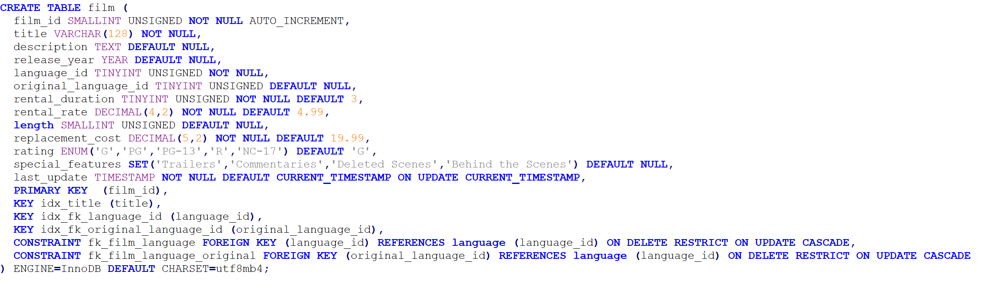 CREATE TABLE film (
  film_id SMALLINT UNSIGNED NOT NULL AUTO_INCREMENT,
  title VARCHAR(128) NOT NULL,
  description TEXT DEFAULT NULL,
  release_year YEAR DEFAULT NULL,
  language_id TINYINT UNSIGNED NOT NULL,
  original_language_id TINYINT UNSIGNED DEFAULT NULL,
  rental_duration TINYINT UNSIGNED NOT NULL DEFAULT 3,
  rental_rate DECIMAL(4,2) NOT NULL DEFAULT 4.99,
  length SMALLINT UNSIGNED DEFAULT NULL,
  replacement_cost DECIMAL(5,2) NOT NULL DEFAULT 19.99,
  rating ENUM('G','PG','PG-13','R','NC-17') DEFAULT 'G',
  special_features SET('Trailers','Commentaries','Deleted Scenes','Behind the Scenes') DEFAULT NULL,
  last_update TIMESTAMP NOT NULL DEFAULT CURRENT_TIMESTAMP ON UPDATE CURRENT_TIMESTAMP,
  PRIMARY KEY  (film_id),
  KEY idx_title (title),
  KEY idx_fk_language_id (language_id),
  KEY idx_fk_original_language_id (original_language_id),
  CONSTRAINT fk_film_language FOREIGN KEY (language_id) REFERENCES language (language_id) ON DELETE RESTRICT ON UPDATE CASCADE,
  CONSTRAINT fk_film_language_original FOREIGN KEY (original_language_id) REFERENCES language (language_id) ON DELETE RESTRICT ON UPDATE CASCADE
) ENGINE=InnoDB DEFAULT CHARSET=utf8mb4;